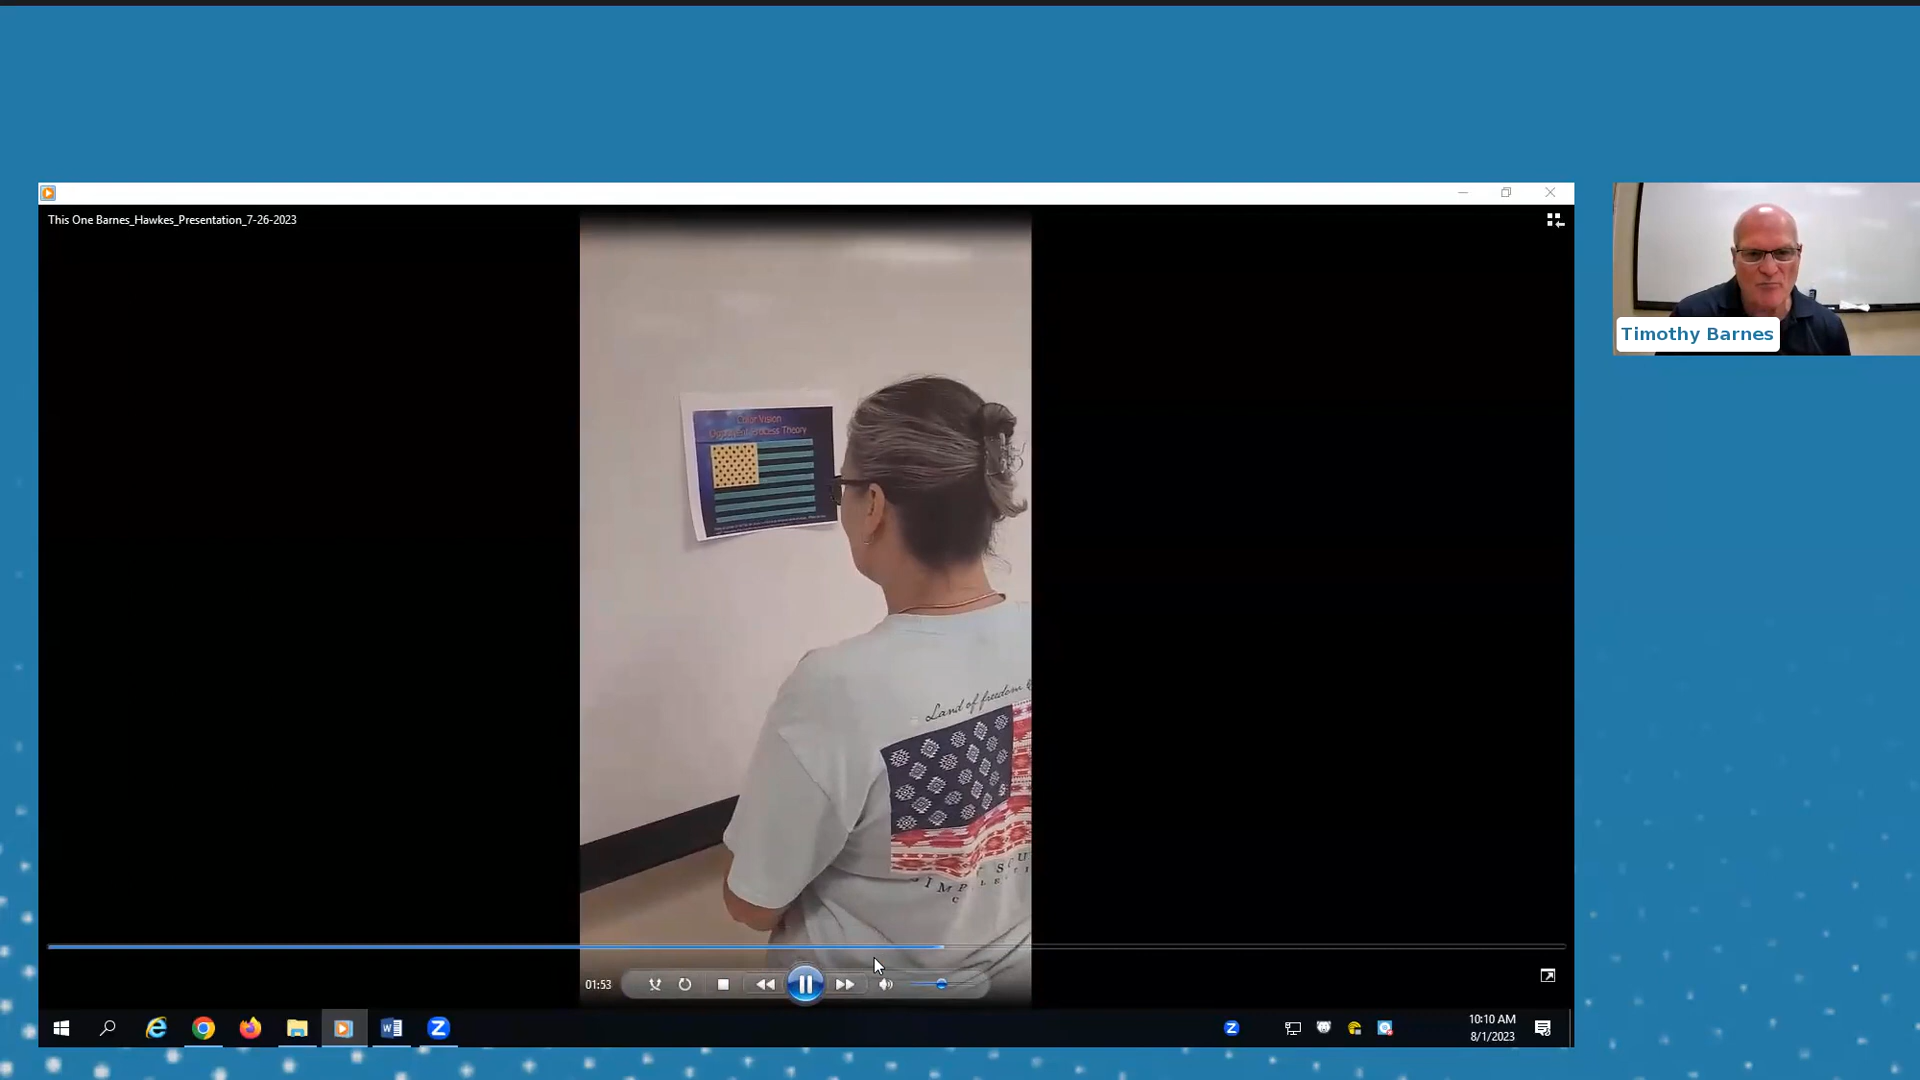 This One Barnes_Hawkes_Presentation_7-26-2023
Timothy Barnes
Color Vision
Process Theory
Land of freedom
01:53
10:10 AM
8/1/2023